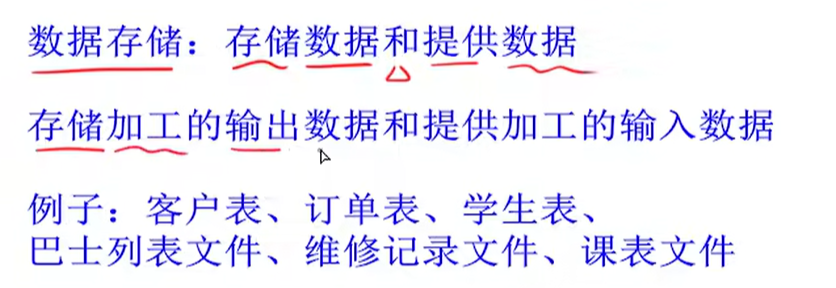 数据存储：存储数据和提供数据
存储加工的输出数据和提供加工的输入数据
例子：客户表、订单表、学生表、
巴士列表文件、维修记录文件、课表文件